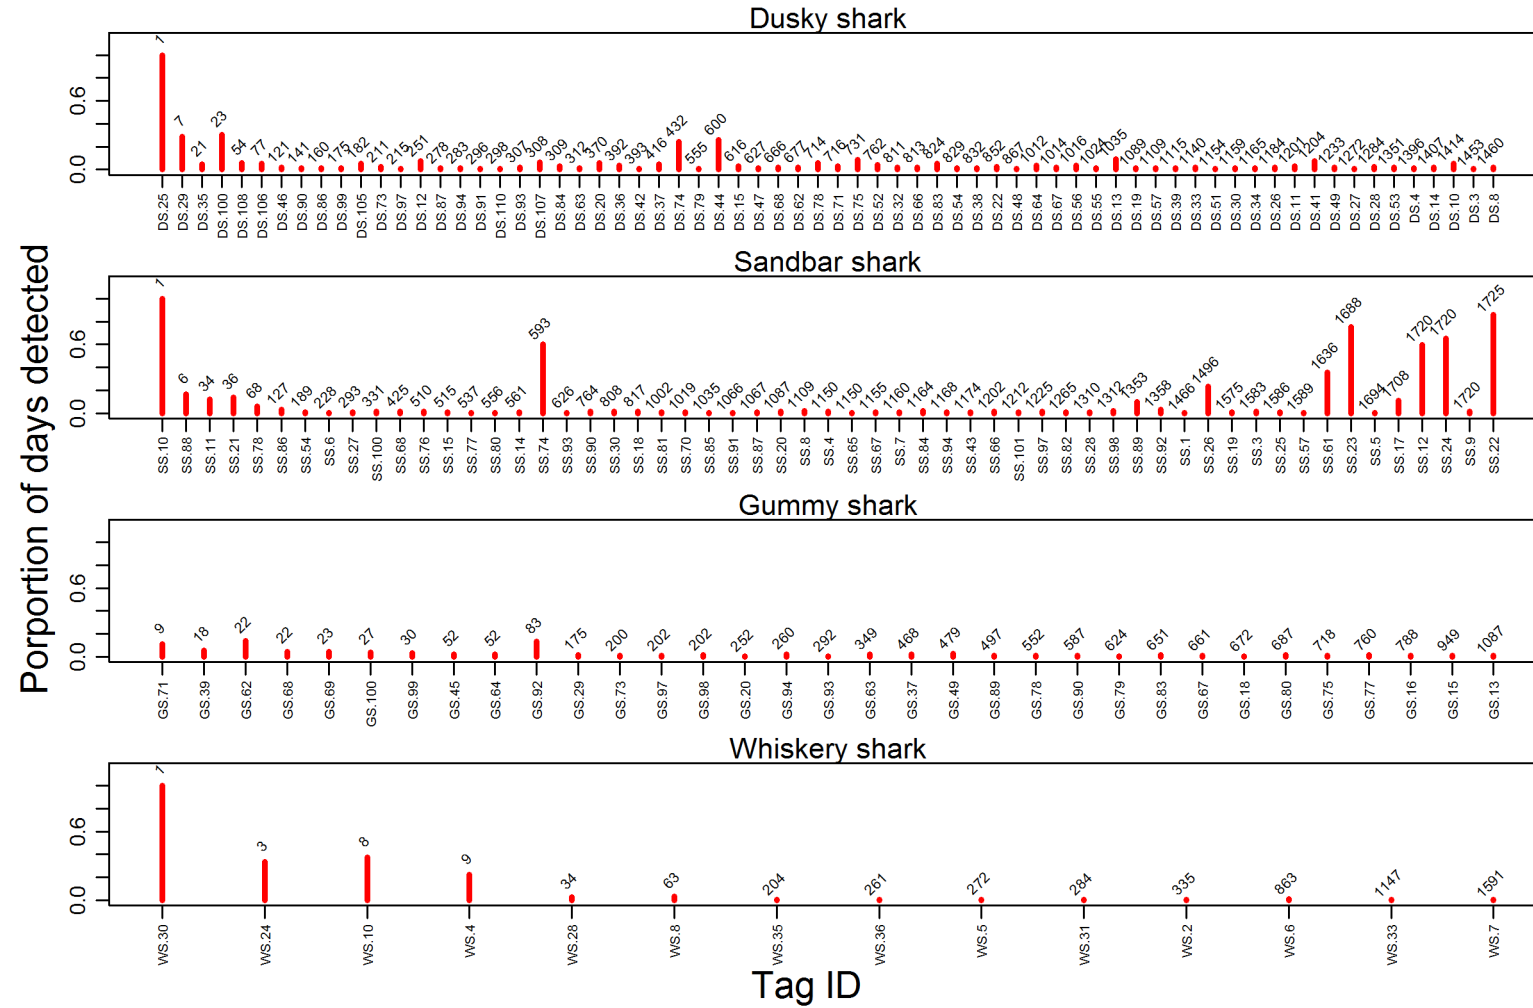 Dusky shark
0.0 0.6
1 7 21 23 54 77 121 141 160 175 182 211 215 251 278 283 296 298 307 308 309 312 370 392 393 416 432 555 600 616 627 666 677 714 716 731 762 811 813 824 829 832 852 867 1012 1014 1016 1024 1035 1089 1109 1115 1140 1154 1159 1165 1184 1201 1204 1233 1272 1284 1351 1396 1407 1414 1453 1460
DS.25 DS.29 DS.35 DS.100 DS.108 DS.106 DS.46 DS.90 DS.86 DS.99 DS.105 DS.73 DS.97 DS.12 DS.87 DS.94 DS.91 DS.110 DS.93 DS.107 DS.84 DS.63 DS.20 DS.36 DS.42 DS.37 DS.74 DS.79 DS.44 DS.15 DS.47 DS.68 DS.62 DS.78 DS.71 DS.75 DS.52 DS.32 DS.66 DS.83 DS.54 DS.38 DS.22 DS.48 DS.64 DS.67 DS.56 DS.55 DS.13 DS.19 DS.57 DS.39 DS.33 DS.51 DS.30 DS.34 DS.26 DS.11 DS.41 DS.49 DS.27 DS.28 DS.53 DS.4 DS.14 DS.10 DS.3 DS.8
Sandbar shark
0.0 0.6
1 6 34 36 68 127 189 228 293 331 425 510 515 537 556 561 593 626 764 808 817 1002 1019 1035 1066 1067 1087 1109 1150 1150 1155 1160 1164 1168 1174 1202 1212 1225 1265 1310 1312 1353 1358 1466 1496 1575 1583 1586 1589 1636 1688 1694 1708 1720 1720 1720 1725
SS.10 SS.88 SS.11 SS.21 SS.78 SS.86 SS.54 SS.6 SS.27 SS.100 SS.68 SS.76 SS.15 SS.77 SS.80 SS.14 SS.74 SS.93 SS.90 SS.30 SS.18 SS.81 SS.70 SS.85 SS.91 SS.87 SS.20 SS.8 SS.4 SS.65 SS.67 SS.7 SS.84 SS.94 SS.43 SS.66 SS.101 SS.97 SS.82 SS.28 SS.98 SS.89 SS.92 SS.1 SS.26 SS.19 SS.3 SS.25 SS.57 SS.61 SS.23 SS.5 SS.17 SS.12 SS.24 SS.9 SS.22
Gummy shark
0.0 0.6
9 18 22 22 23 27 30 52 52 83 175 200 202 202 252 260 292 349 468 479 497 552 587 624 651 661 672 687 718 760 788 949 1087
GS.71 GS.39 GS.62 GS.68 GS.69 GS.100 GS.99 GS.45 GS.64 GS.92 GS.29 GS.73 GS.97 GS.98 GS.20 GS.94 GS.93 GS.63 GS.37 GS.49 GS.89 GS.78 GS.90 GS.79 GS.83 GS.67 GS.18 GS.80 GS.75 GS.77 GS.16 GS.15 GS.13
Whiskery shark
0.0 0.6
1 3 8 9 34 63 204 261 272 284 335 863 1147 1591
WS.30 WS.24 WS.10 WS.4 WS.28 WS.8 WS.35 WS.36 WS.5 WS.31 WS.2 WS.6 WS.33 WS.7
Porportion of days detected
Tag ID